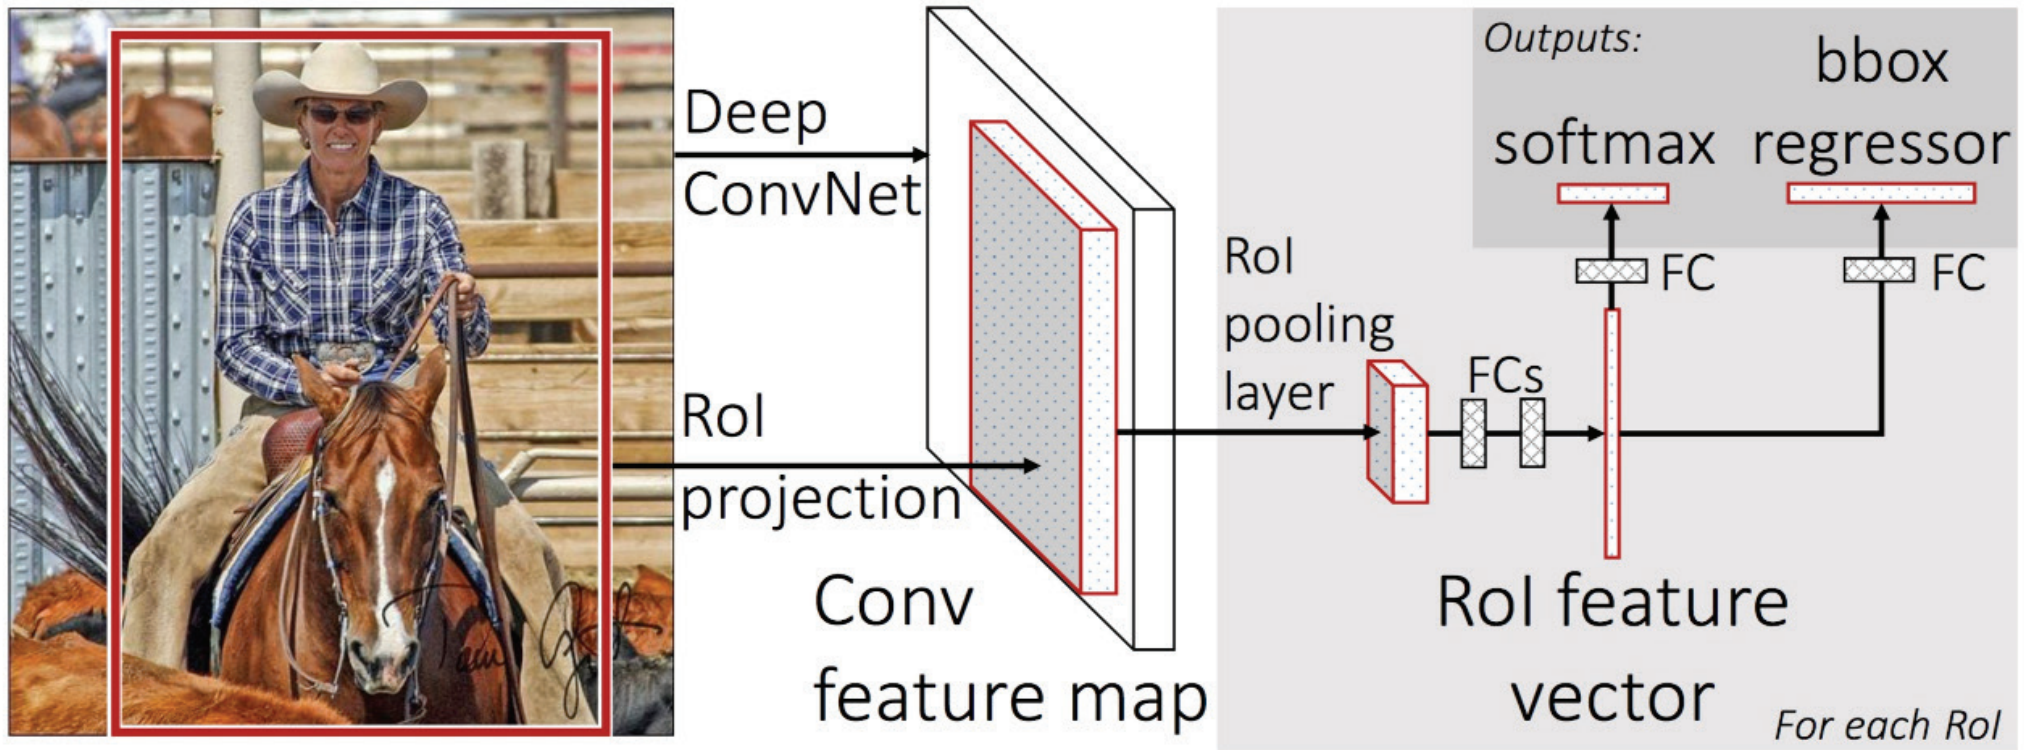 Deep
ConvNet
RoI
projection
Conv
feature map
RoI
pooling
layer
FCs
RoI feature
vector
For each RoI
Outputs:
softmax
bbox
regressor
FC
FC